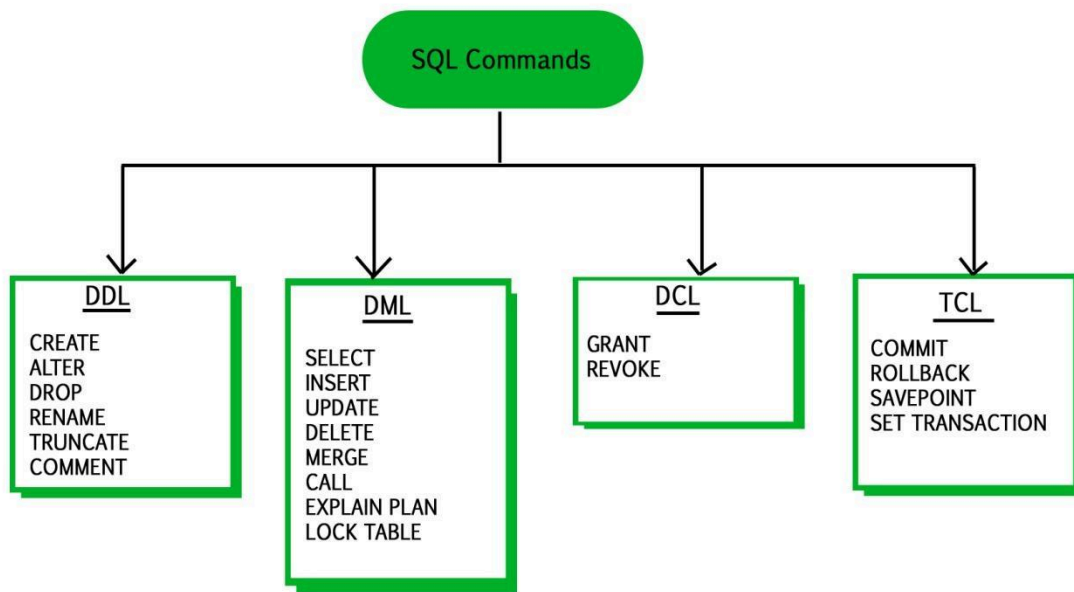 SQL Commands
DDL
CREATE
ALTER
DROP
RENAME
TRUNCATE
COMMENT
DML
SELECT
INSERT
UPDATE
DELETE
MERGE
CALL
EXPLAIN PLAN
LOCK TABLE
DCL
GRANT
REVOKE
TCL
COMMIT
ROLLBACK
SAVEPOINT
SET TRANSACTION